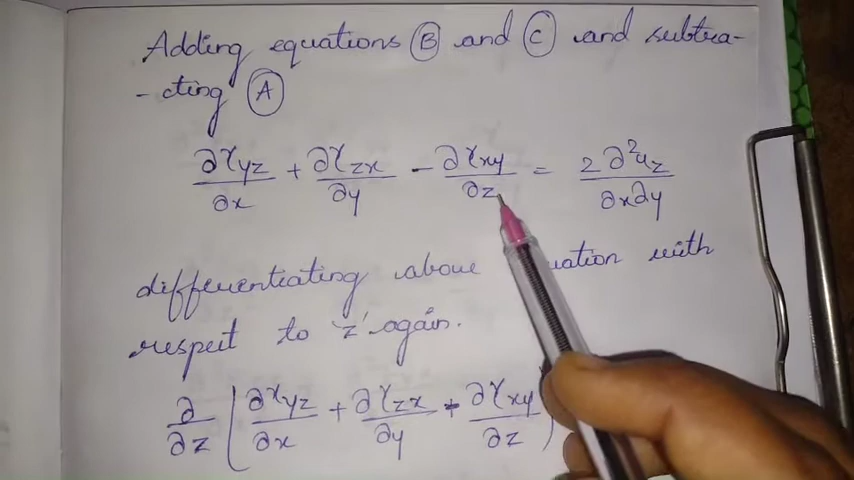 Adding equations Ⓑ and Ⓒ and subtra-
-cting Ⓐ
∂γyz/∂x + ∂γzx/∂y - ∂γxy/∂z = 2∂²uz/∂x∂y
differentiating above uation with
respect to 'z' again.
∂/∂z (∂γyz/∂x + ∂γzx/∂y - ∂γxy/∂z)